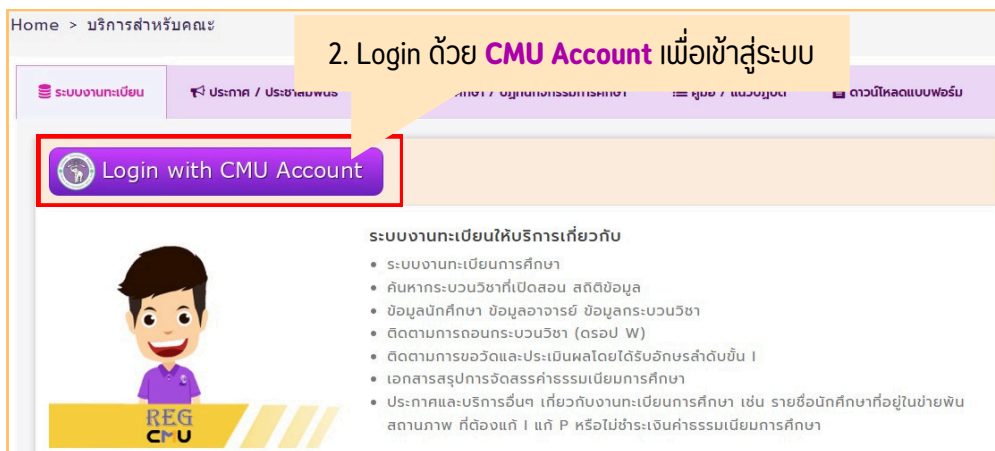 Home > บริการสำหรับคณะ
2. Login ด้วย CMU Account เพื่อเข้าสู่ระบบ
ระบบงานทะเบียน
ประกาศ / ประชาสัมพันธ์
/ ปฏิทินกิจกรรมการศึกษา
คู่มือ / แนวปฏิบัติ
ดาวน์โหลดแบบฟอร์ม
Login with CMU Account
ระบบงานทะเบียนให้บริการเกี่ยวกับ
• ระบบงานทะเบียนการศึกษา
• ค้นหากระบวนวิชาที่เปิดสอน สถิติข้อมูล
• ข้อมูลนักศึกษา ข้อมูลอาจารย์ ข้อมูลกระบวนวิชา
• ติดตามการถอนกระบวนวิชา (ดรอป W)
• ติดตามการขอวัดและประเมินผลโดยได้รับอักษรลำดับขั้น I
• เอกสารสรุปการจัดสรรค่าธรรมเนียมการศึกษา
• ประกาศและบริการอื่นๆ เกี่ยวกับงานทะเบียนการศึกษา เช่น รายชื่อนักศึกษาที่อยู่ในข่ายพ้น
สถานภาพ ที่ต้องแก้ I แก้ P หรือไม่ชำระเงินค่าธรรมเนียมการศึกษา
REG
CMU